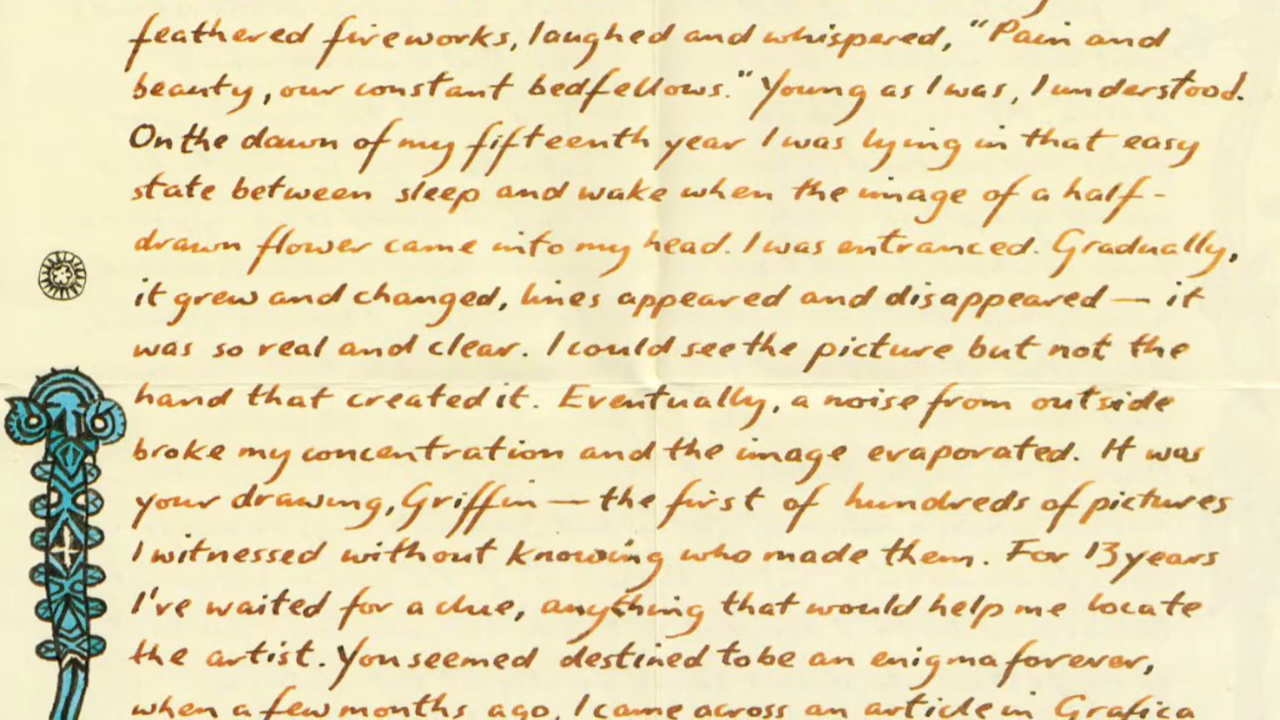 feathered fireworks, laughed and whispered, "Pain and
beauty, our constant bedfellows." Young as I was, I understood.
On the dawn of my fifteenth year I was lying in that easy
state between sleep and wake when the image of a half-
drawn flower came into my head. I was entranced. Gradually,
it grew and changed, lines appeared and disappeared — it
was so real and clear. I could see the picture but not the
hand that created it. Eventually, a noise from outside
broke my concentration and the image evaporated. It was
your drawing, Griffin — the first of hundreds of pictures
I witnessed without knowing who made them. For 13 years
I've waited for a clue, anything that would help me locate
the artist. You seemed destined to be an enigma forever,
when a few months ago, I came across an article in Grafica